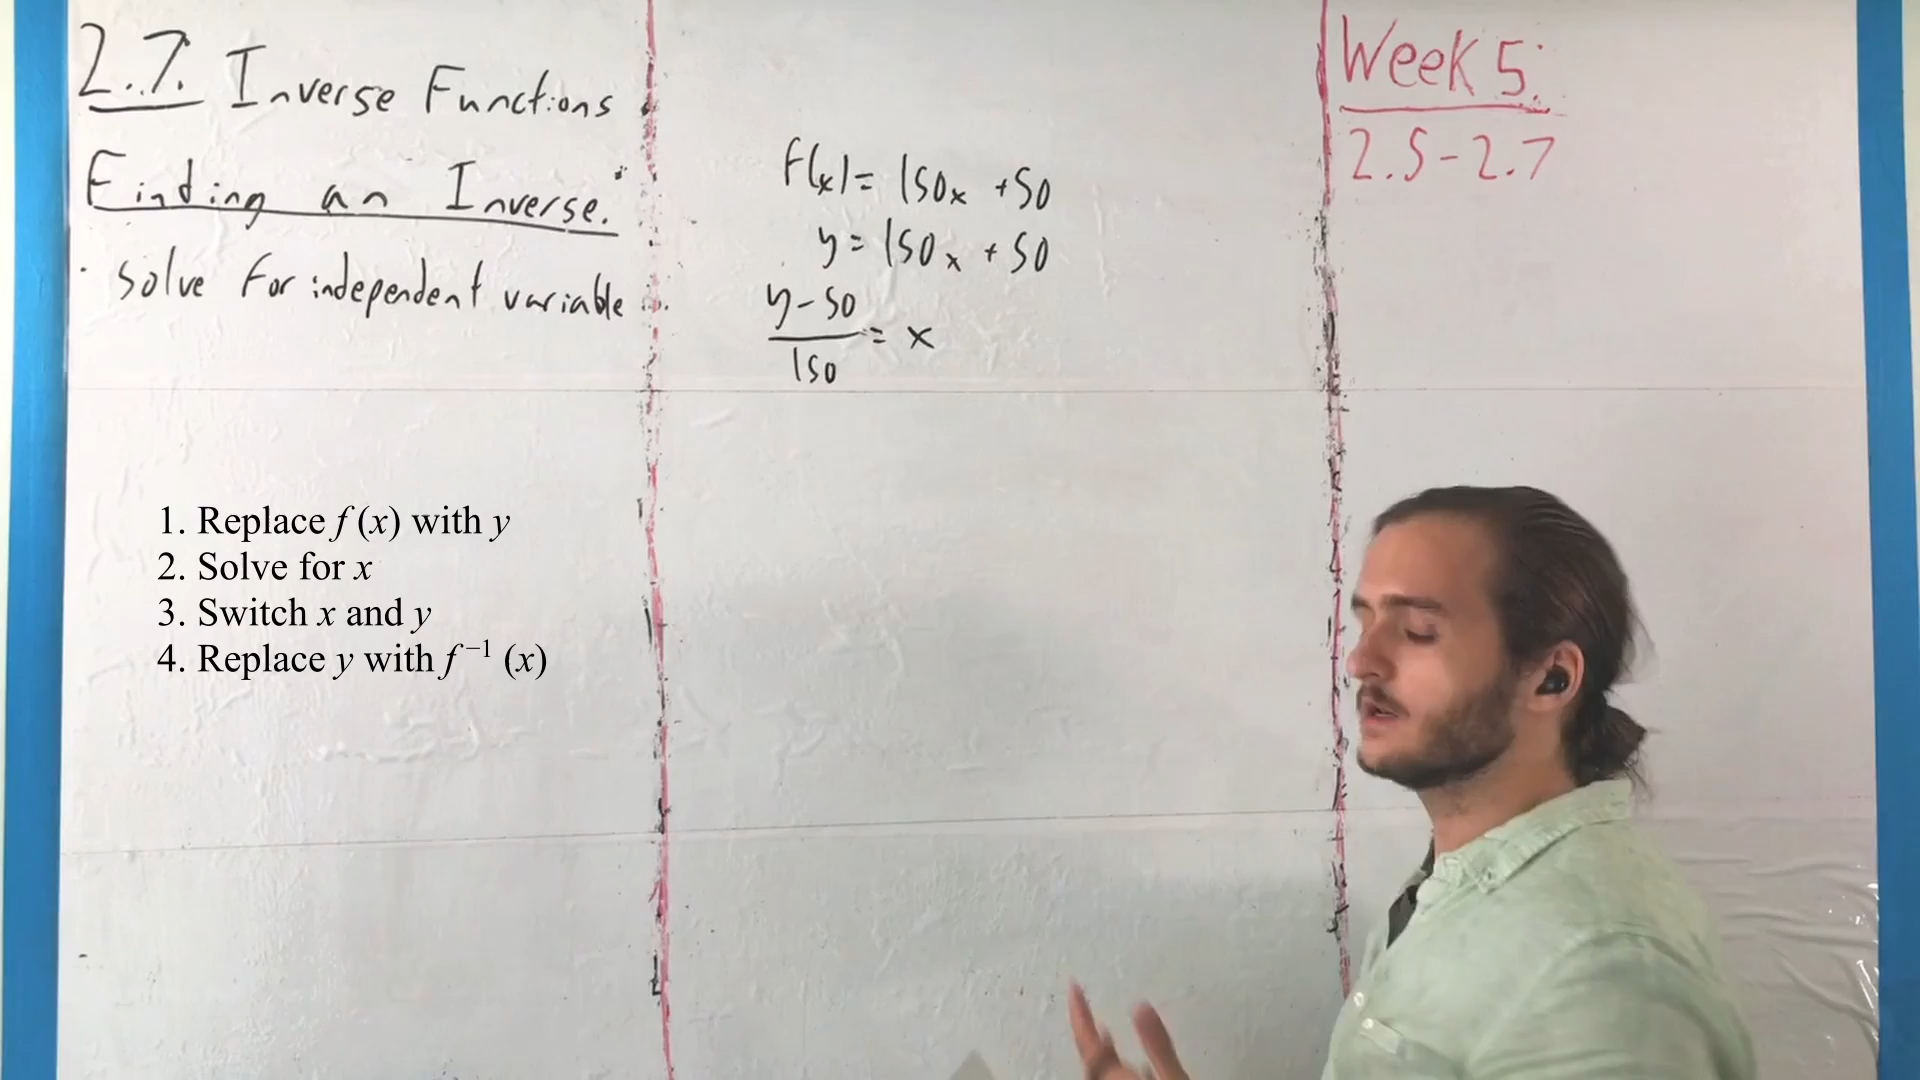 2.7. Inverse Functions
Finding an Inverse.
· Solve for independent variable
1. Replace f (x) with y
2. Solve for x
3. Switch x and y
4. Replace y with f⁻¹ (x)
f(x) = 150x + 50
y = 150x + 50
y - 50
/ 150 = x
Week 5:
2.5-2.7